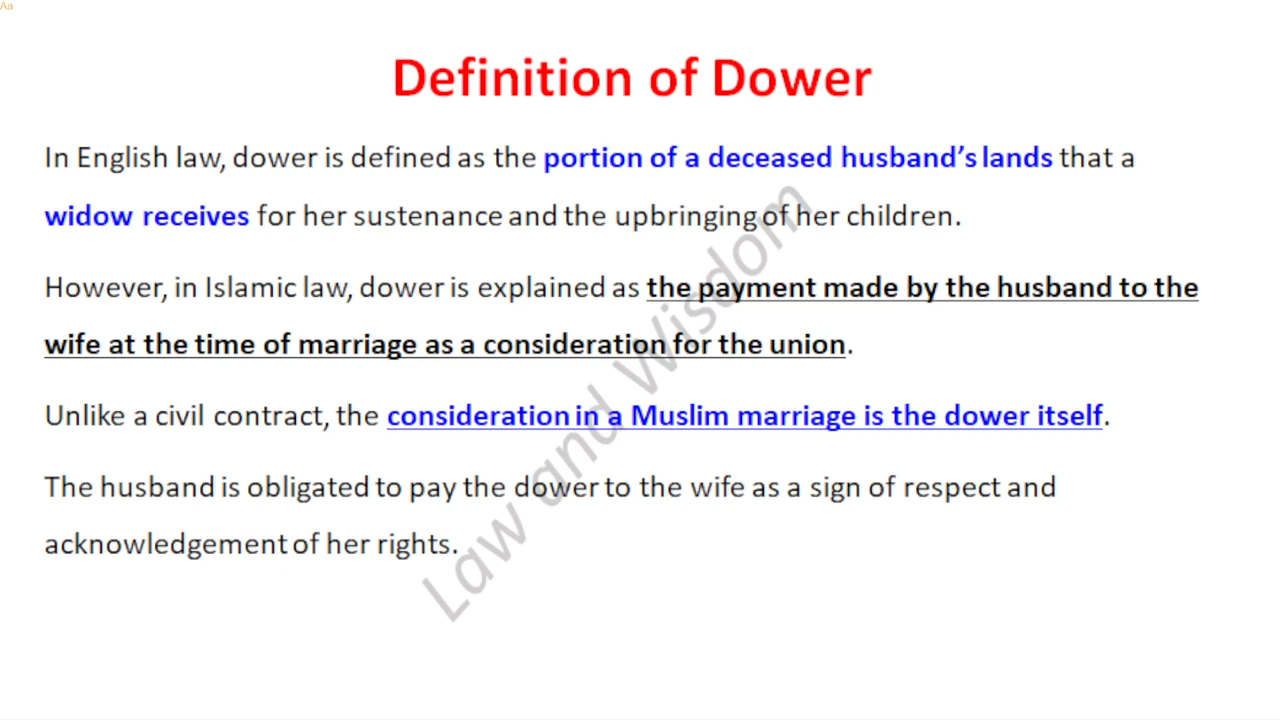 Aa
Definition of Dower
In English law, dower is defined as the portion of a deceased husband's lands that a
widow receives for her sustenance and the upbringing of her children.
However, in Islamic law, dower is explained as the payment made by the husband to the
wife at the time of marriage as a consideration for the union.
Unlike a civil contract, the consideration in a Muslim marriage is the dower itself.
The husband is obligated to pay the dower to the wife as a sign of respect and
acknowledgement of her rights.
Law and Wisdom